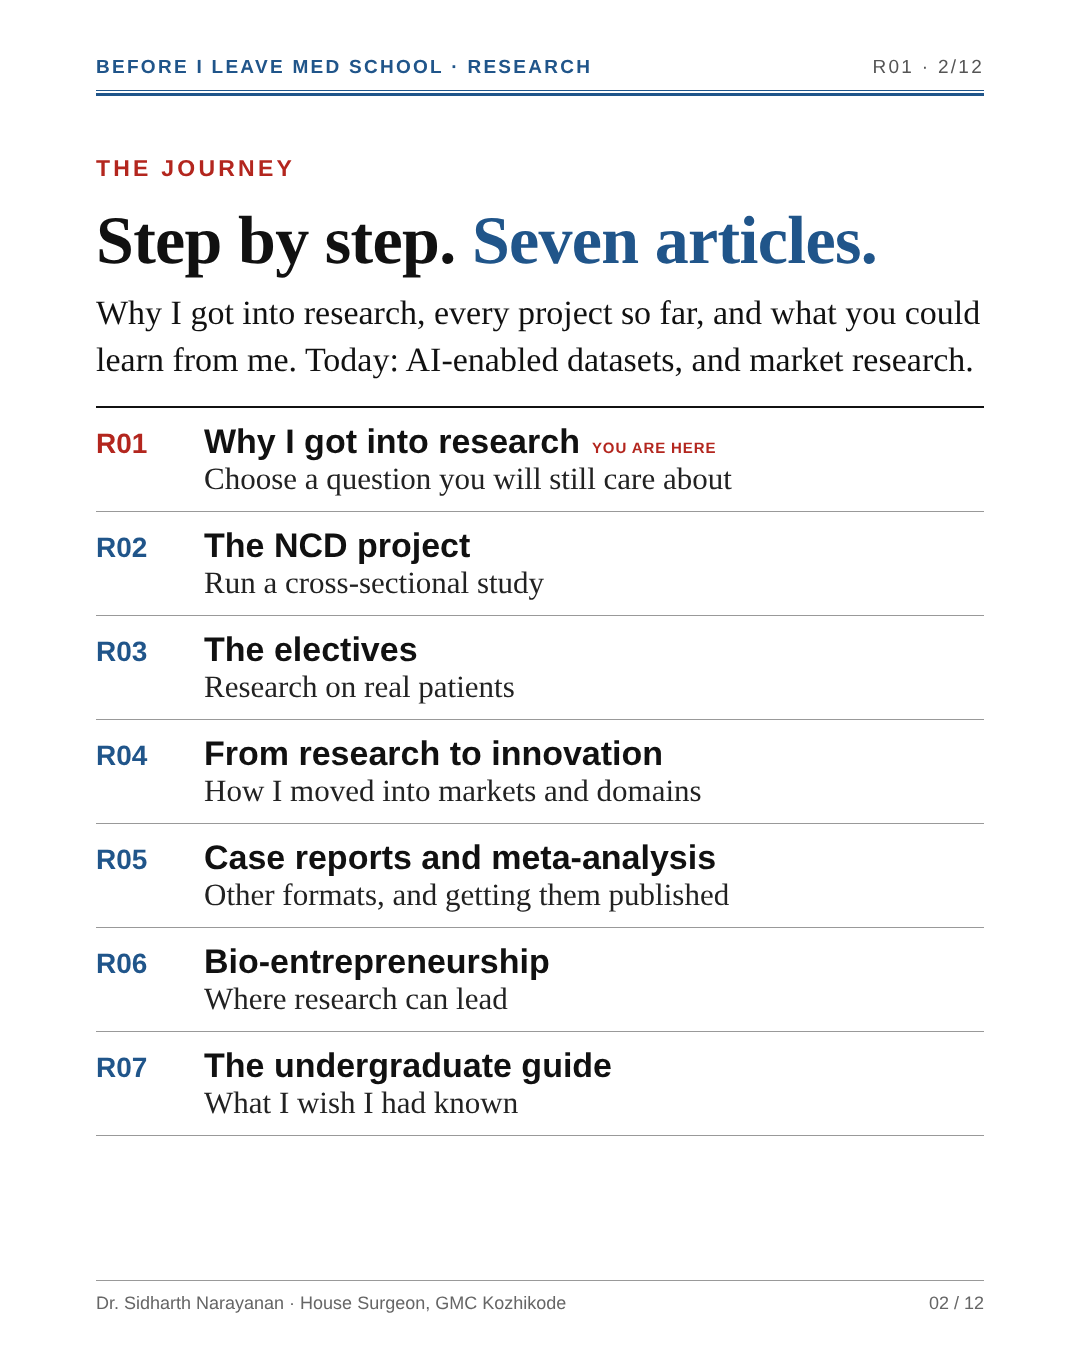 BEFORE I LEAVE MED SCHOOL · RESEARCH
R01 · 2/12
THE JOURNEY
Step by step. Seven articles.
Why I got into research, every project so far, and what you could
learn from me. Today: AI-enabled datasets, and market research.
R01 Why I got into research YOU ARE HERE
Choose a question you will still care about
R02 The NCD project
Run a cross-sectional study
R03 The electives
Research on real patients
R04 From research to innovation
How I moved into markets and domains
R05 Case reports and meta-analysis
Other formats, and getting them published
R06 Bio-entrepreneurship
Where research can lead
R07 The undergraduate guide
What I wish I had known
Dr. Sidharth Narayanan · House Surgeon, GMC Kozhikode
02 / 12